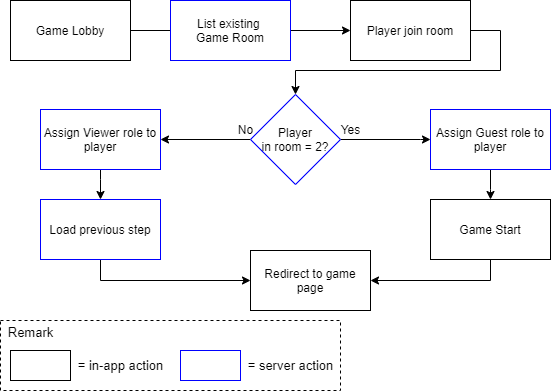 Game Lobby
List existing
Game Room
Player join room
Assign Viewer role to
player
No
Player
in room = 2?
Yes
Assign Guest role to
player
Load previous step
Game Start
Redirect to game
page
Remark
= in-app action
= server action